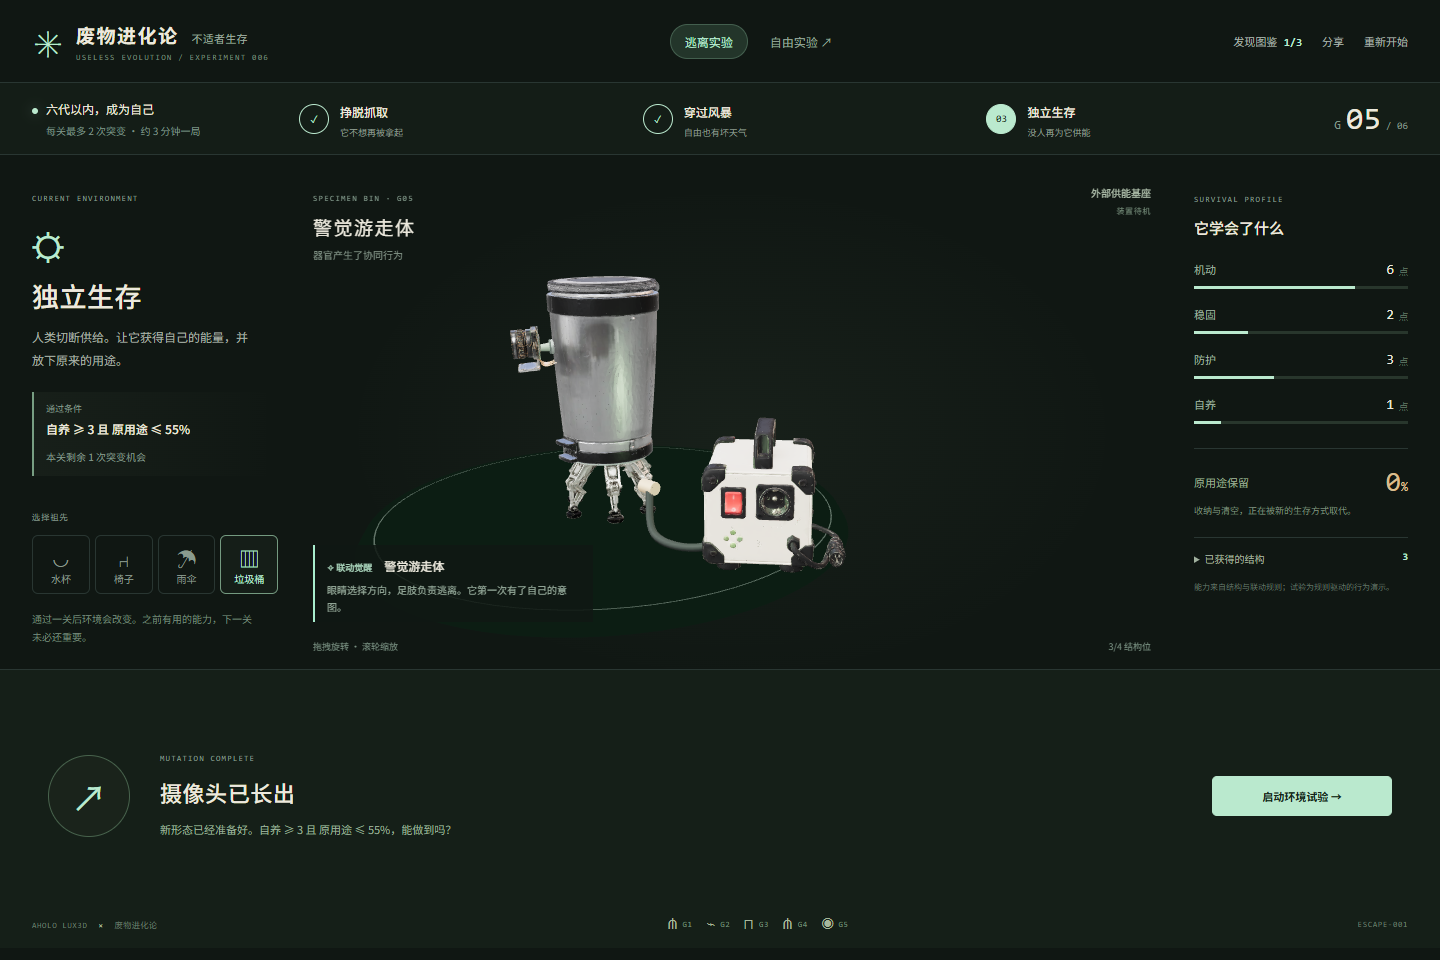 废物进化论 不适者生存
USELESS EVOLUTION / EXPERIMENT 006
逃离实验 自由实验 ↗
发现图鉴 1/3 分享 重新开始
六代以内，成为自己
每关最多 2 次突变 · 约 3 分钟一局
✓ 挣脱抓取
它不想再被拿起
✓ 穿过风暴
自由也有坏天气
03 独立生存
没人再为它供能
G 05 / 06
CURRENT ENVIRONMENT
独立生存
人类切断供给。让它获得自己的能量，并
放下原来的用途。
通过条件
自养 ≥ 3 且 原用途 ≤ 55%
本关剩余 1 次突变机会
选择祖先
水杯 椅子 雨伞 垃圾桶
通过一关后环境会改变。之前有用的能力，下一关
未必还重要。
SPECIMEN BIN · G05
警觉游走体
器官产生了协同行为
外部供能基座
装置待机
✧ 联动觉醒 警觉游走体
眼睛选择方向，足肢负责逃离。它第一次有了自己的意
图。
拖拽旋转 · 滚轮缩放
3/4 结构位
SURVIVAL PROFILE
它学会了什么
机动 6 点
稳固 2 点
防护 3 点
自养 1 点
原用途保留 0%
收纳与清空，正在被新的生存方式取代。
▶ 已获得的结构 3
能力来自结构与联动规则；试验为规则驱动的行为演示。
MUTATION COMPLETE
摄像头已长出
新形态已经准备好。自养 ≥ 3 且 原用途 ≤ 55%，能做到吗？
启动环境试验 →
AHOLO LUX3D × 废物进化论
G1 G2 G3 G4 G5
ESCAPE-001